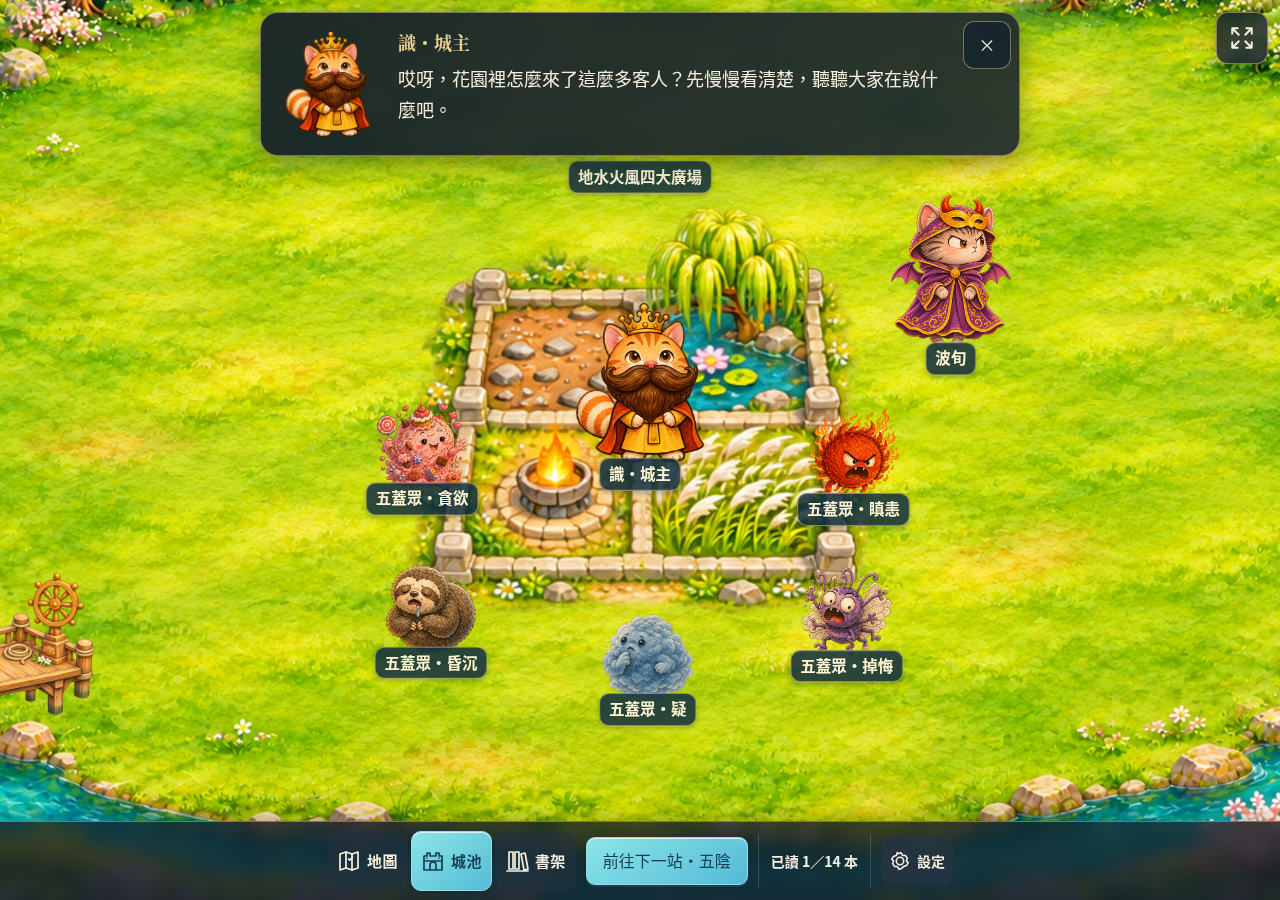 識・城主
哎呀，花園裡怎麼來了這麼多客人？先慢慢看清楚，聽聽大家在說什
麼吧。
地水火風四大廣場
波旬
識・城主
五蓋眾・貪欲
五蓋眾・瞋恚
五蓋眾・昏沉
五蓋眾・掉悔
五蓋眾・疑
地圖
城池
書架
前往下一站・五陰
已讀 1／14 本
設定